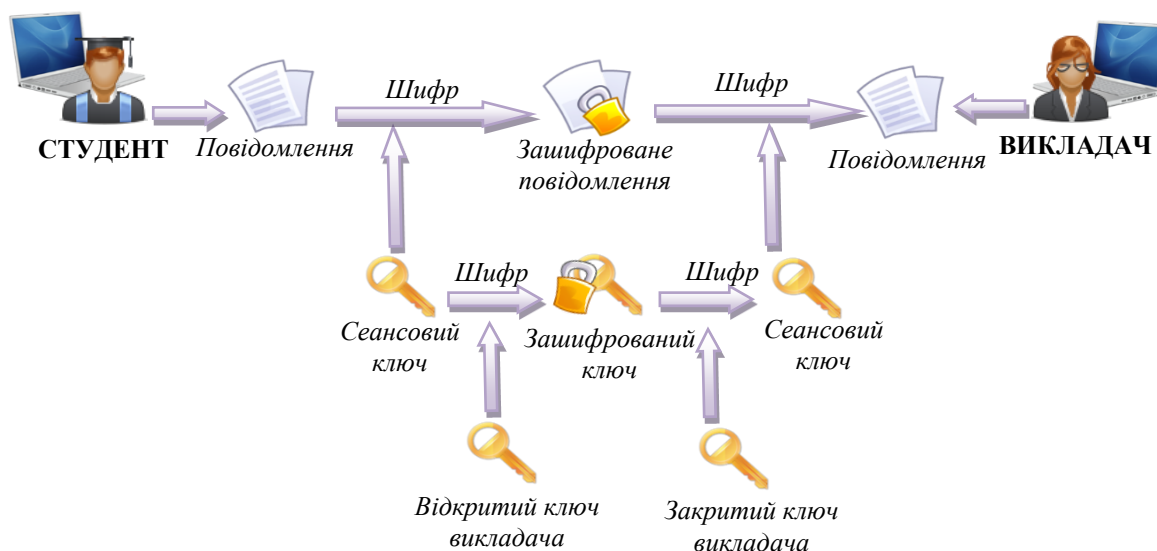 Шифр
Шифр
СТУДЕНТ
Повідомлення
Зашифроване
повідомлення
Повідомлення
ВИКЛАДАЧ
Шифр
Шифр
Сеансовий
ключ
Зашифрований
ключ
Сеансовий
ключ
Відкритий ключ
викладача
Закритий ключ
викладача